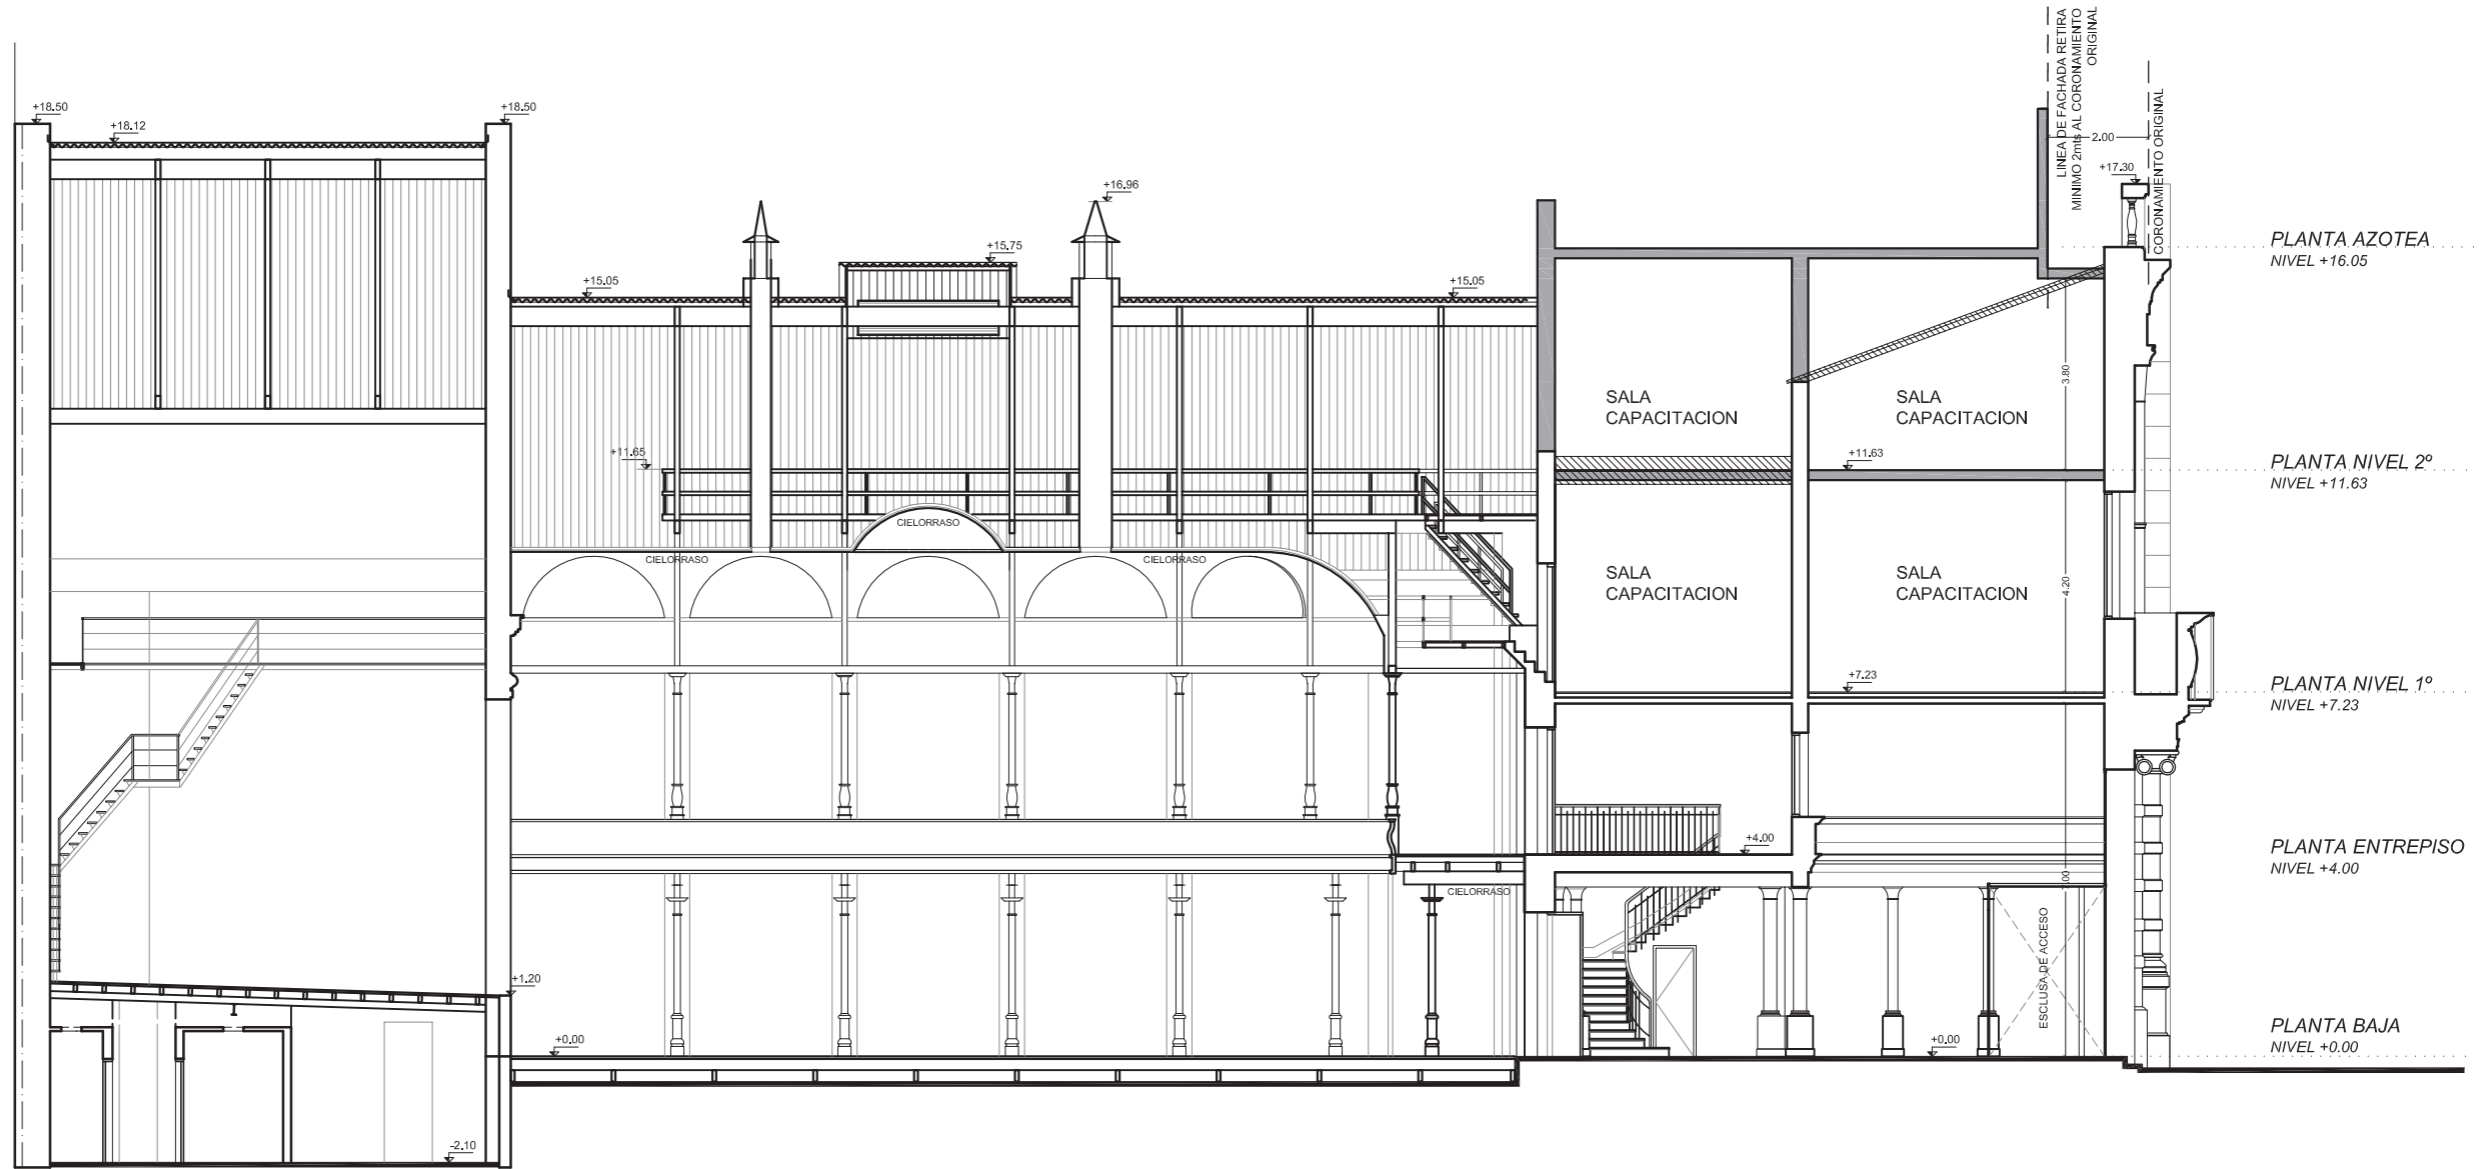 LINEA DE FACHADA RETIRA
MINIMO 2mts AL CORONAMIENTO
ORIGINAL
CORONAMIENTO ORIGINAL
2.00
+17.30
+18.50
+18.12
+18.50
+16.96
+15.75
+15.05
+15.05
PLANTA AZOTEA
NIVEL +16.05
3.80
SALA
CAPACITACION
SALA
CAPACITACION
+11.65
+11.63
PLANTA NIVEL 2º
NIVEL +11.63
CIELORRASO
CIELORRASO
CIELORRASO
SALA
CAPACITACION
SALA
CAPACITACION
4.20
+7.23
PLANTA NIVEL 1º
NIVEL +7.23
+4.00
PLANTA ENTREPISO
NIVEL +4.00
CIELORRASO
ESCLUSA DE ACCESO
+1.20
+0.00
+0.00
PLANTA BAJA
NIVEL +0.00
-2.10